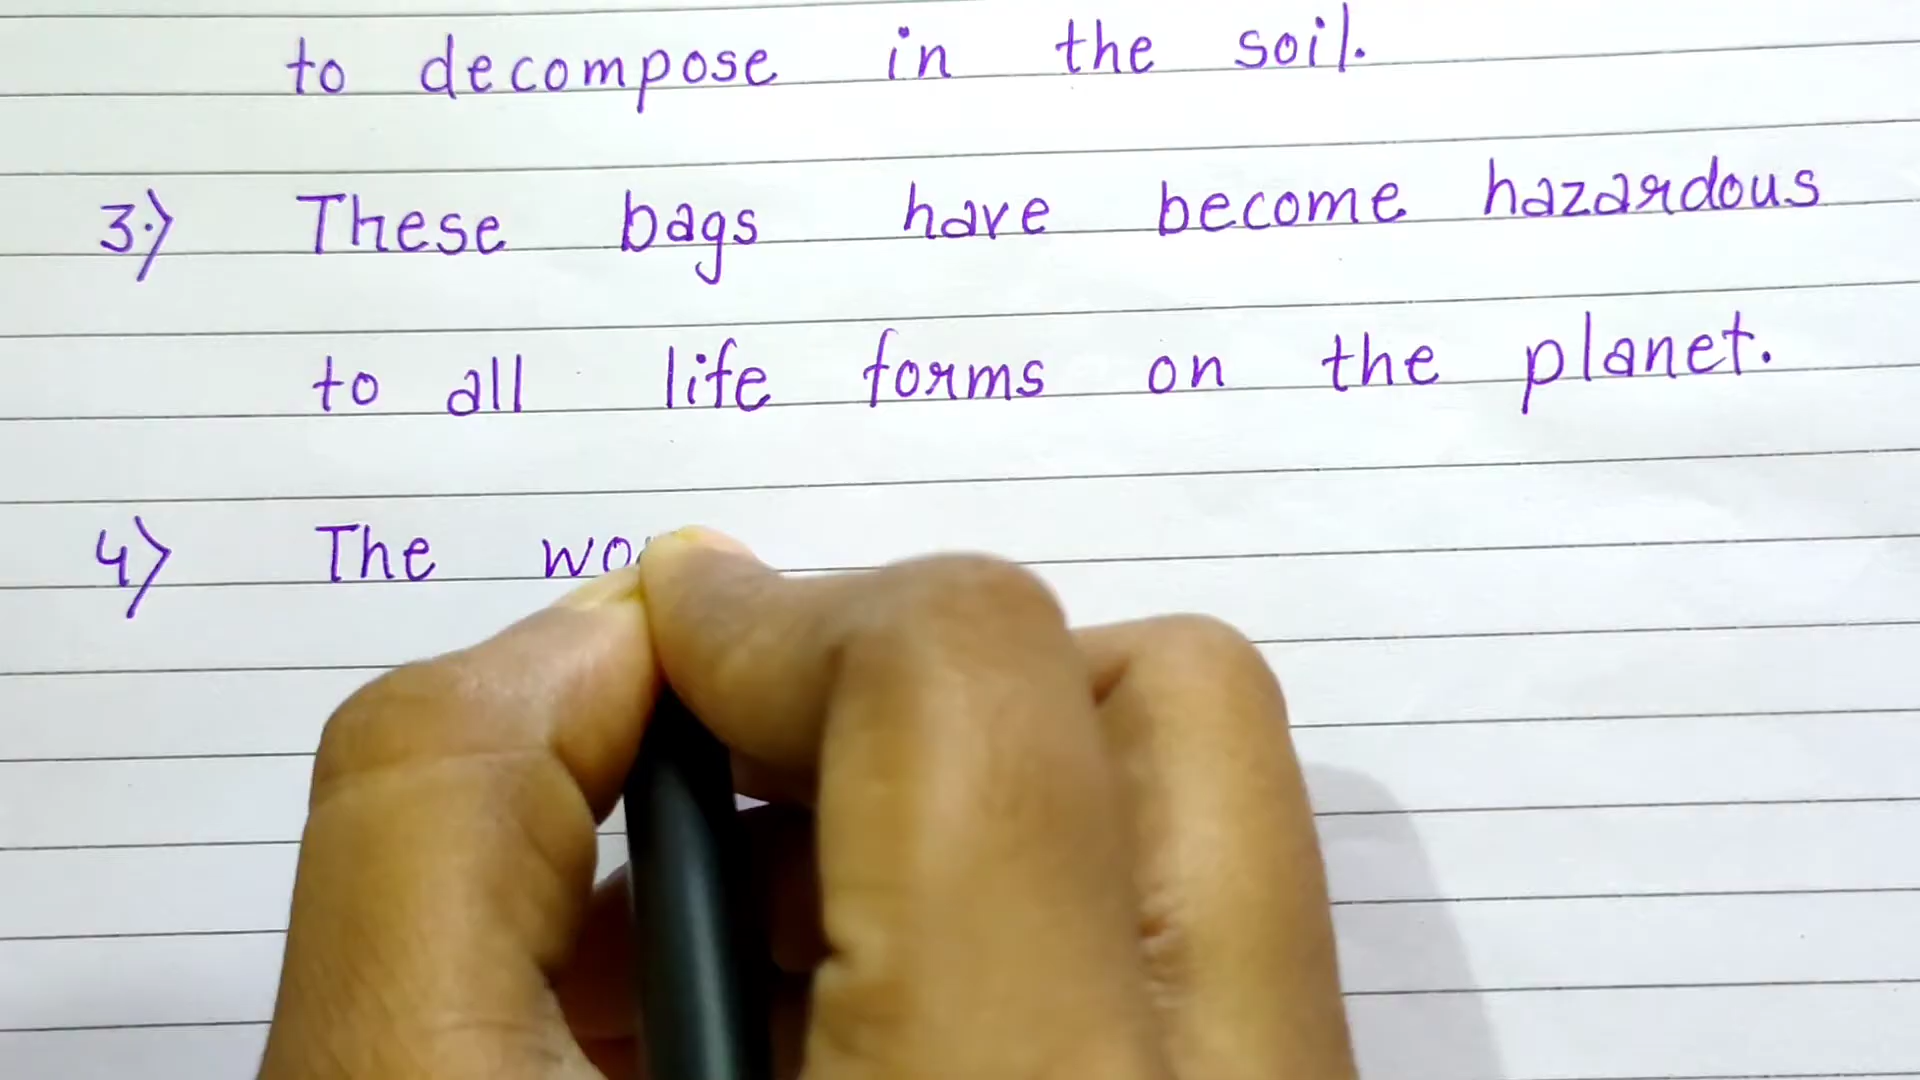 to decompose in the soil.
3.) These bags have become hazardous
to all life forms on the planet.
4) The